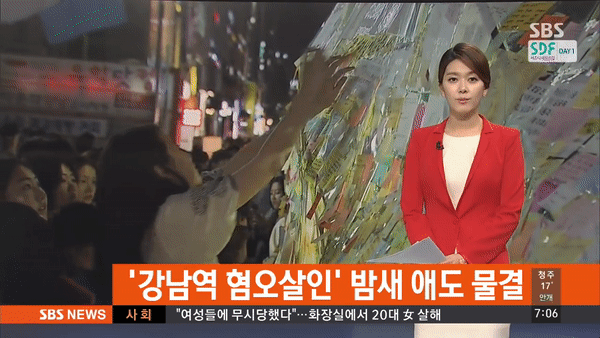 SBS
SDF DAY 1
'강남역 혐오살인' 밤새 애도 물결
청주
17°
안개
SBS NEWS
사 회
"여성들에 무시당했다"…화장실에서 20대 女 살해
7:06